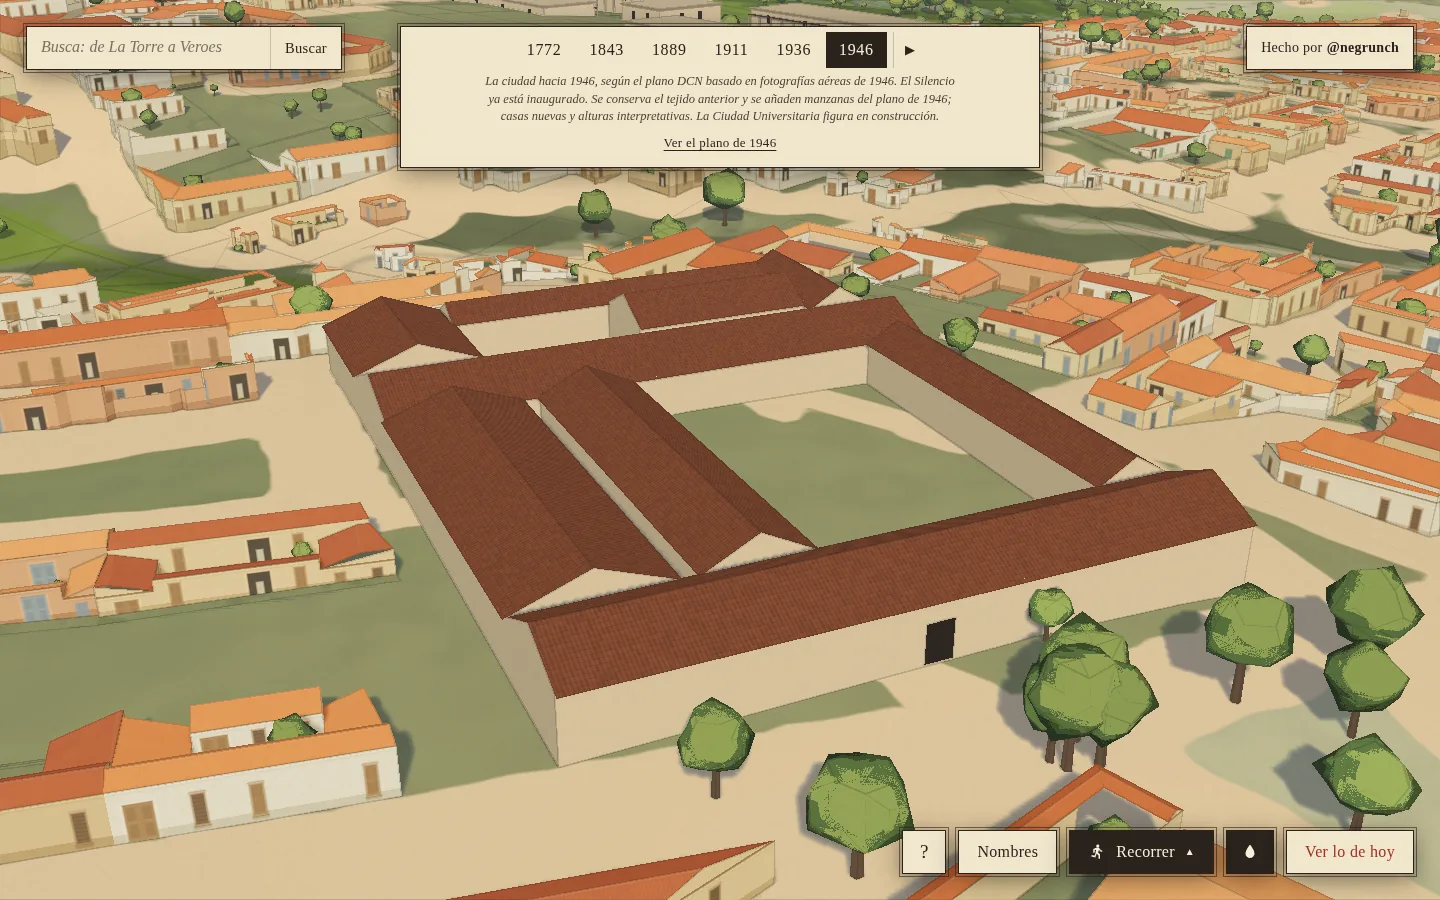 Busca: de La Torre a Veroes
Buscar
1772 1843 1889 1911 1936 1946 ▶
La ciudad hacia 1946, según el plano DCN basado en fotografías aéreas de 1946. El Silencio
ya está inaugurado. Se conserva el tejido anterior y se añaden manzanas del plano de 1946;
casas nuevas y alturas interpretativas. La Ciudad Universitaria figura en construcción.
Ver el plano de 1946
Hecho por @negrunch
?
Nombres
Recorrer ▲
Ver lo de hoy